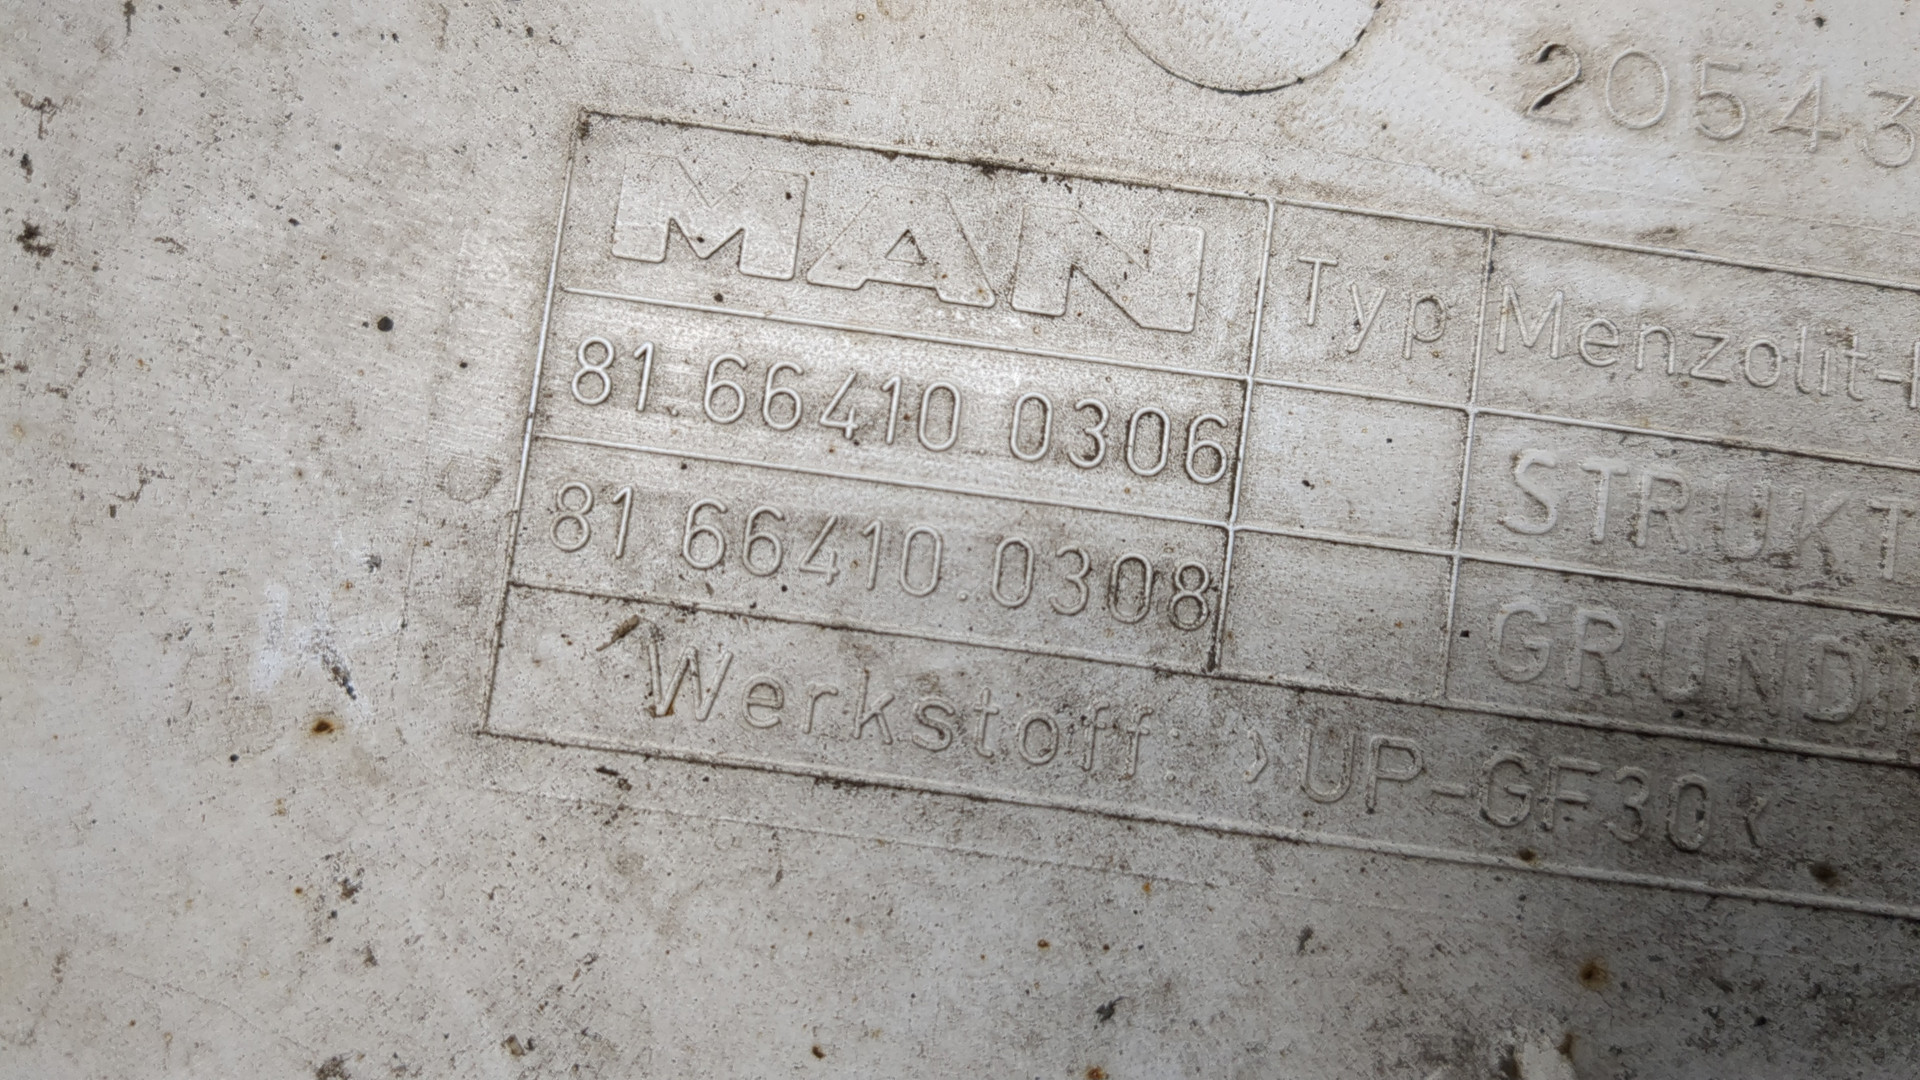 20543
MAN Typ Menzolit-
81.66410.0306 STRUKT
81.66410.0308 GRUND
Werkstoff: >UP-GF30<